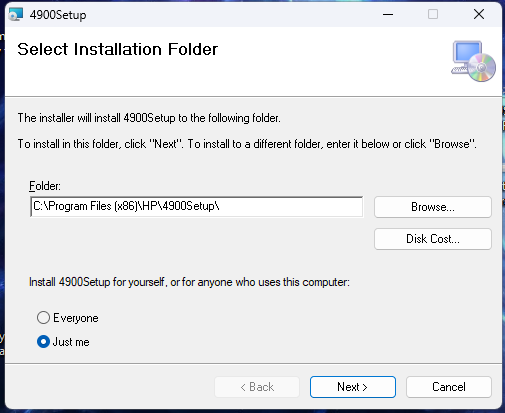 4900Setup
Select Installation Folder
The installer will install 4900Setup to the following folder.
To install in this folder, click "Next". To install to a different folder, enter it below or click "Browse".
Folder:
C:\Program Files (x86)\HP\4900Setup\
Browse...
Disk Cost...
Install 4900Setup for yourself, or for anyone who uses this computer:
Everyone
Just me
< Back
Next >
Cancel